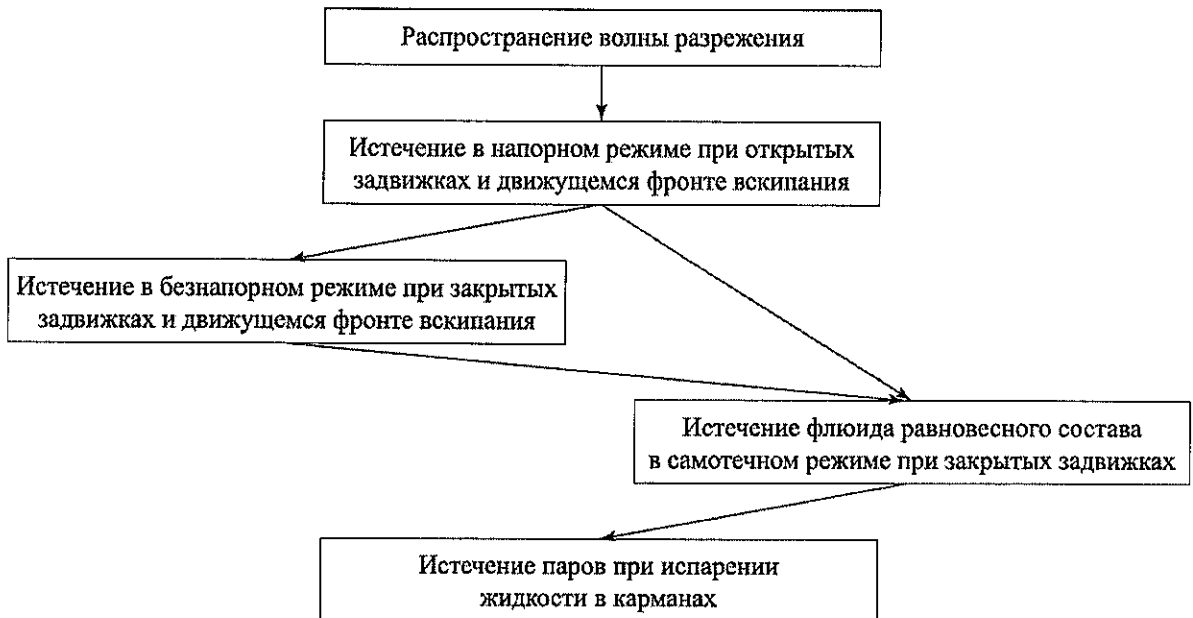 Распространение волны разрежения
Истечение в напорном режиме при открытых
задвижках и движущемся фронте вскипания
Истечение в безнапорном режиме при закрытых
задвижках и движущемся фронте вскипания
Истечение флюида равновесного состава
в самотечном режиме при закрытых задвижках
Истечение паров при испарении
жидкости в карманах